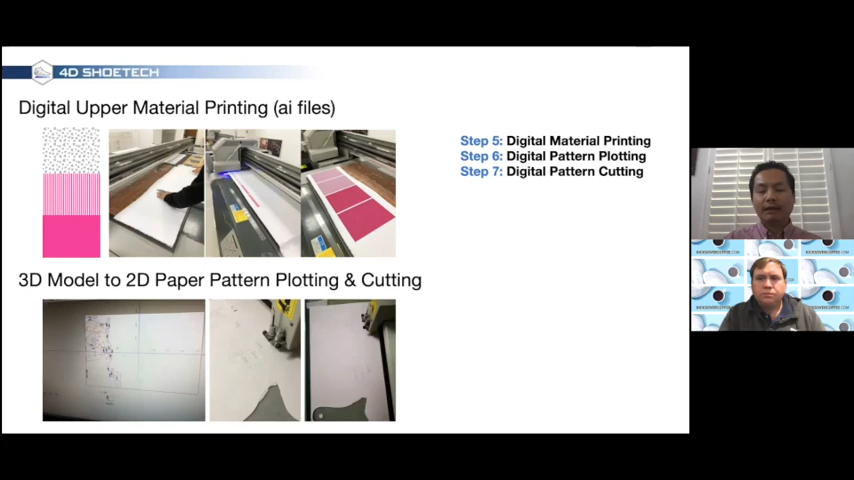 4D SHOETECH
Digital Upper Material Printing (ai files)
Step 5: Digital Material Printing
Step 6: Digital Pattern Plotting
Step 7: Digital Pattern Cutting
3D Model to 2D Paper Pattern Plotting & Cutting